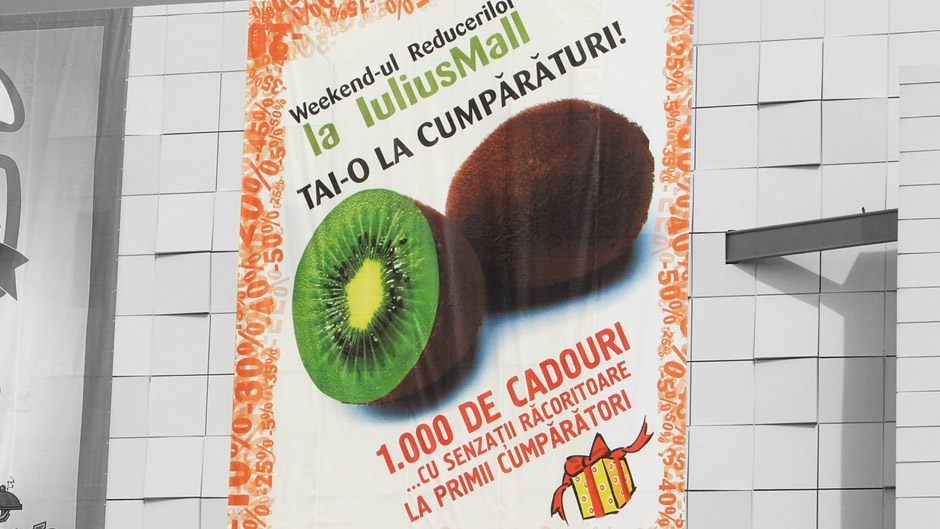 Weekend-ul Reducerilor
la IuliusMall
TAI-O LA CUMPĂRĂTURI!
1.000 DE CADOURI
...CU SENZAȚII RĂCORITOARE
LA PRIMII CUMPĂRĂTORI